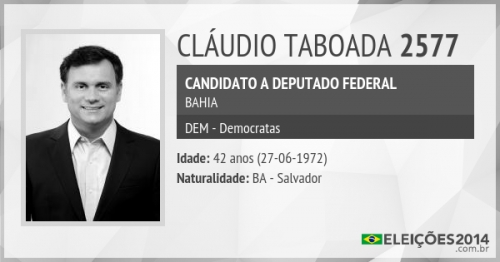 CLÁUDIO TABOADA 2577
CANDIDATO A DEPUTADO FEDERAL
BAHIA
DEM - Democratas
Idade: 42 anos (27-06-1972)
Naturalidade: BA - Salvador
ELEIÇÕES2014
.com.br